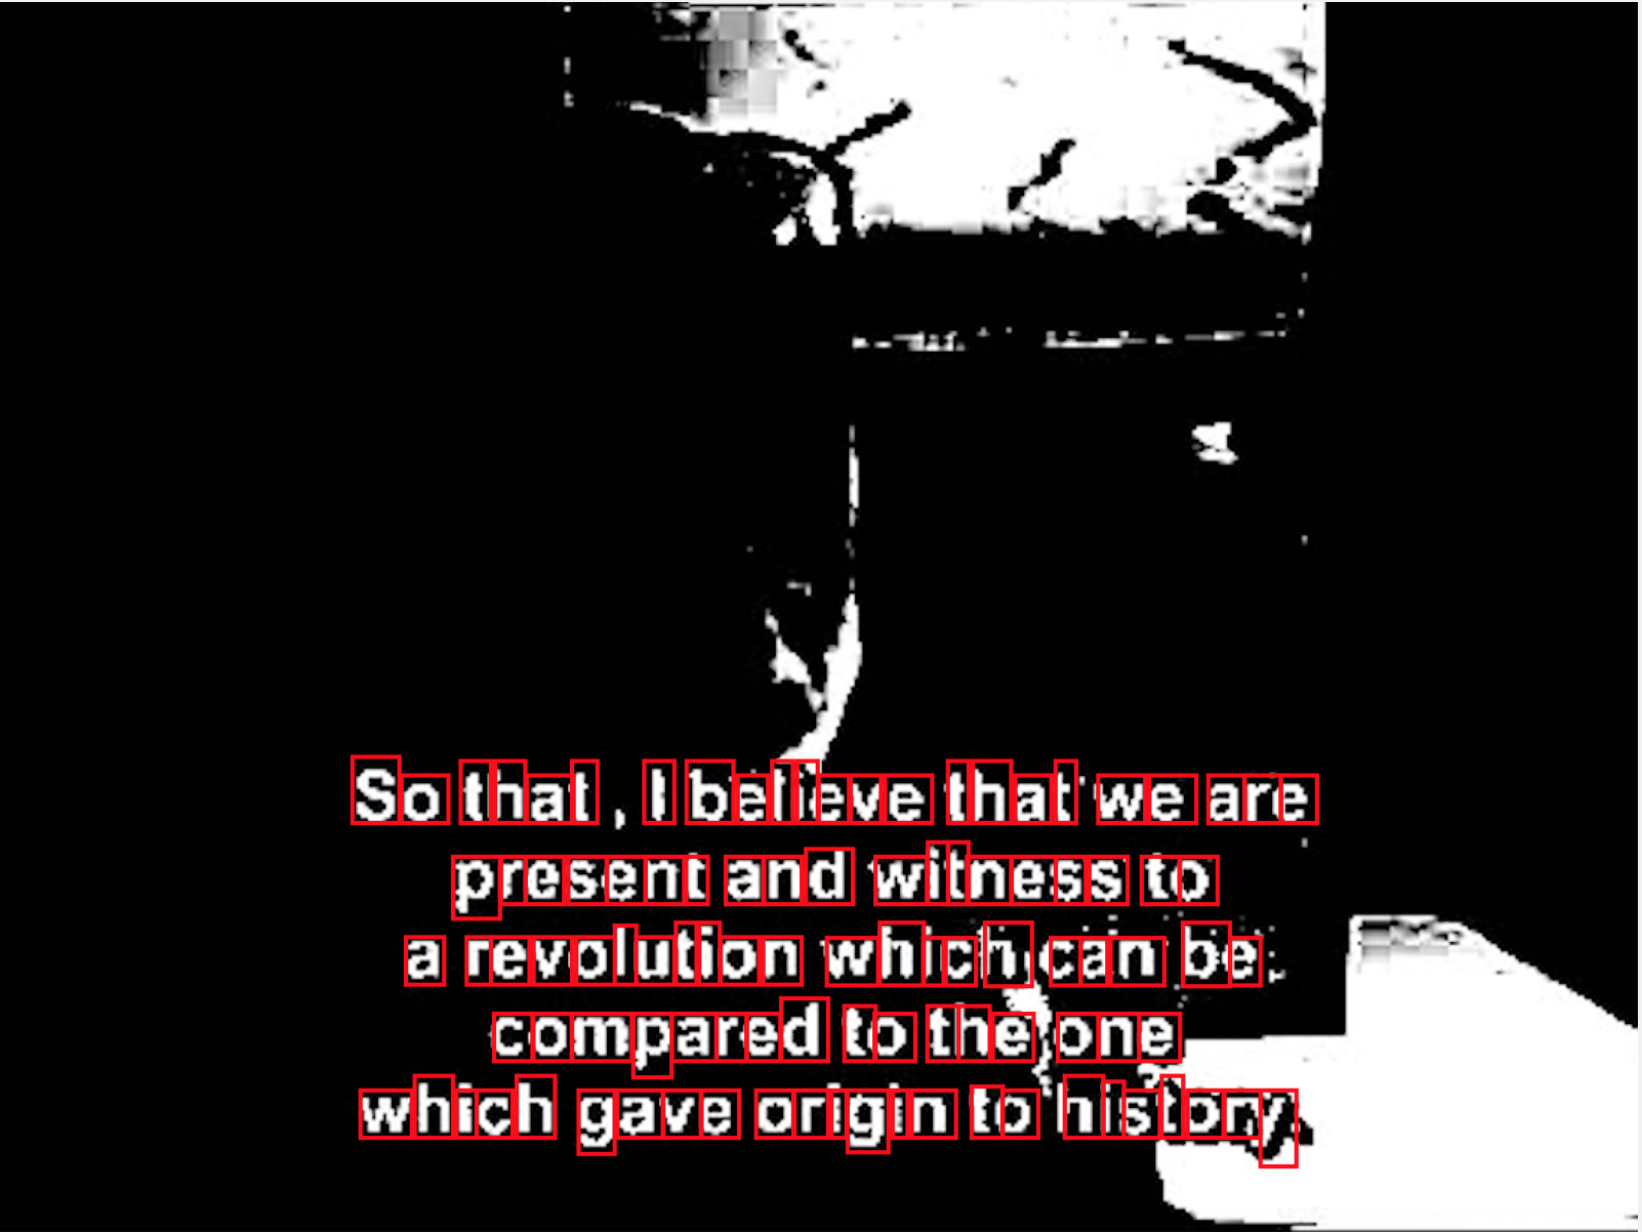 So that , I believe that we are
present and witness to
a revolution which can be
compared to the one
which gave origin to history,